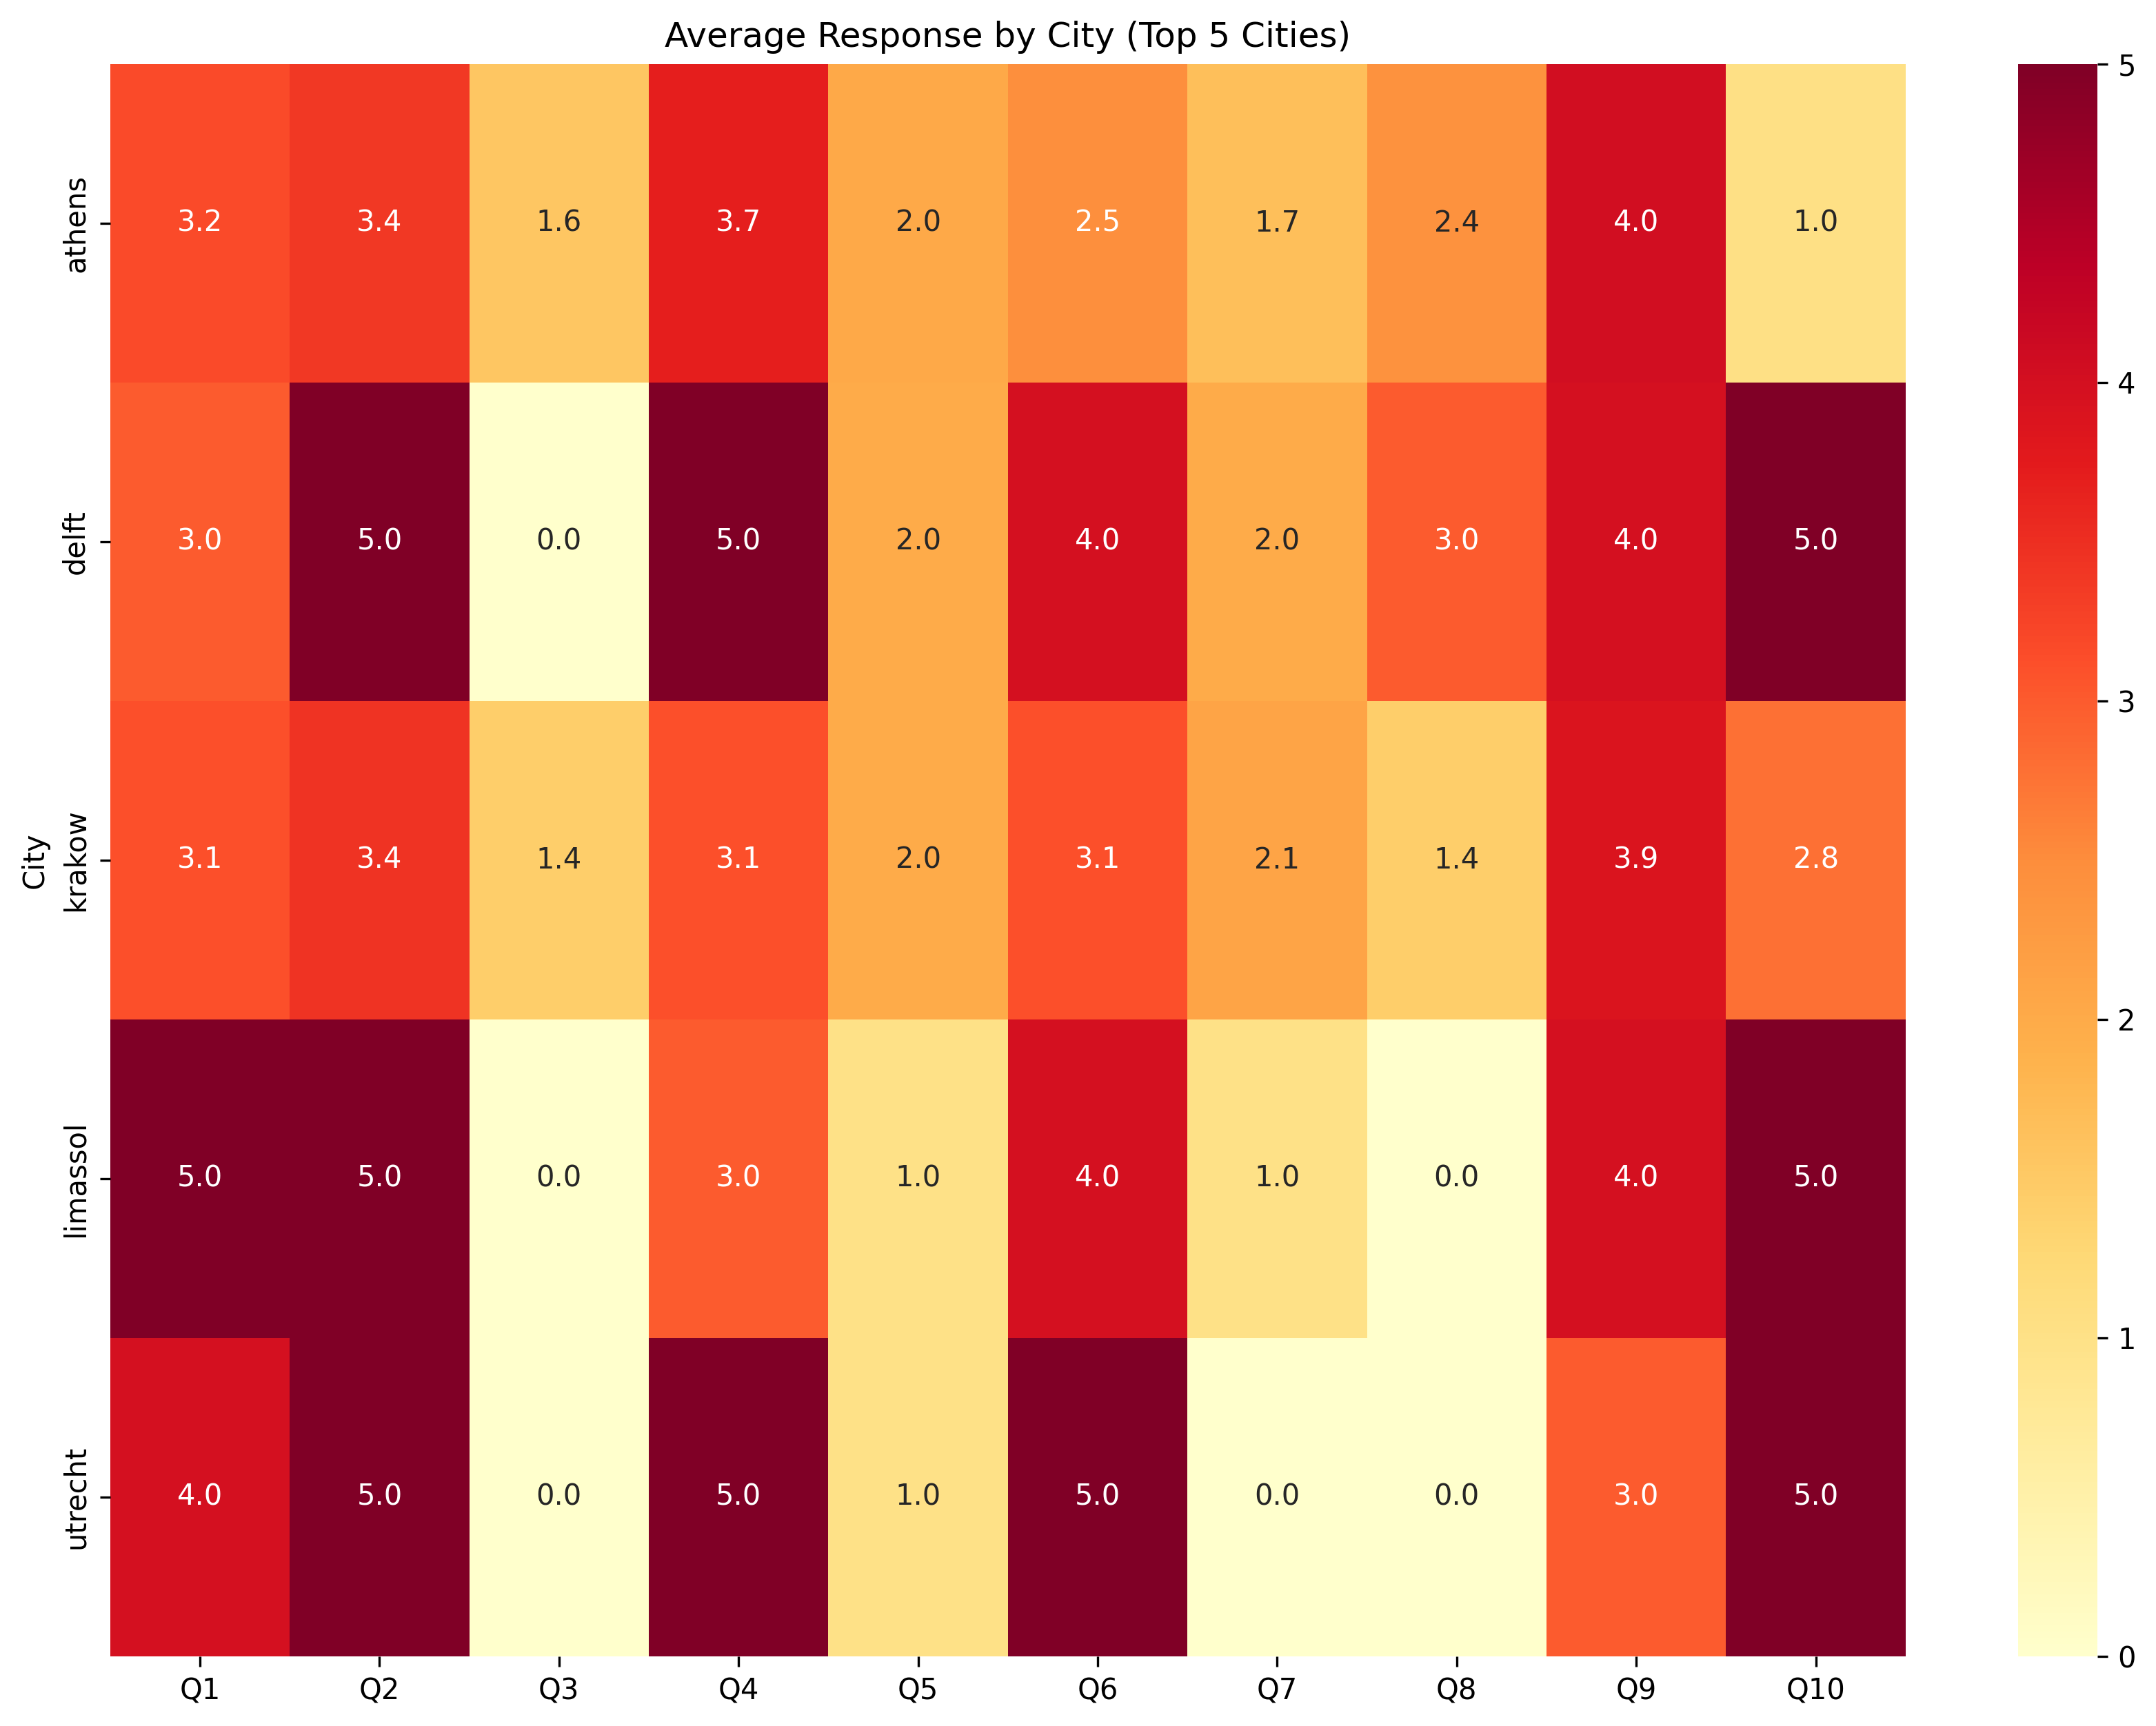 Average Response by City (Top 5 Cities)
City
athens 3.2 3.4 1.6 3.7 2.0 2.5 1.7 2.4 4.0 1.0
delft 3.0 5.0 0.0 5.0 2.0 4.0 2.0 3.0 4.0 5.0
krakow 3.1 3.4 1.4 3.1 2.0 3.1 2.1 1.4 3.9 2.8
limassol 5.0 5.0 0.0 3.0 1.0 4.0 1.0 0.0 4.0 5.0
utrecht 4.0 5.0 0.0 5.0 1.0 5.0 0.0 0.0 3.0 5.0
Q1 Q2 Q3 Q4 Q5 Q6 Q7 Q8 Q9 Q10
5
4
3
2
1
0